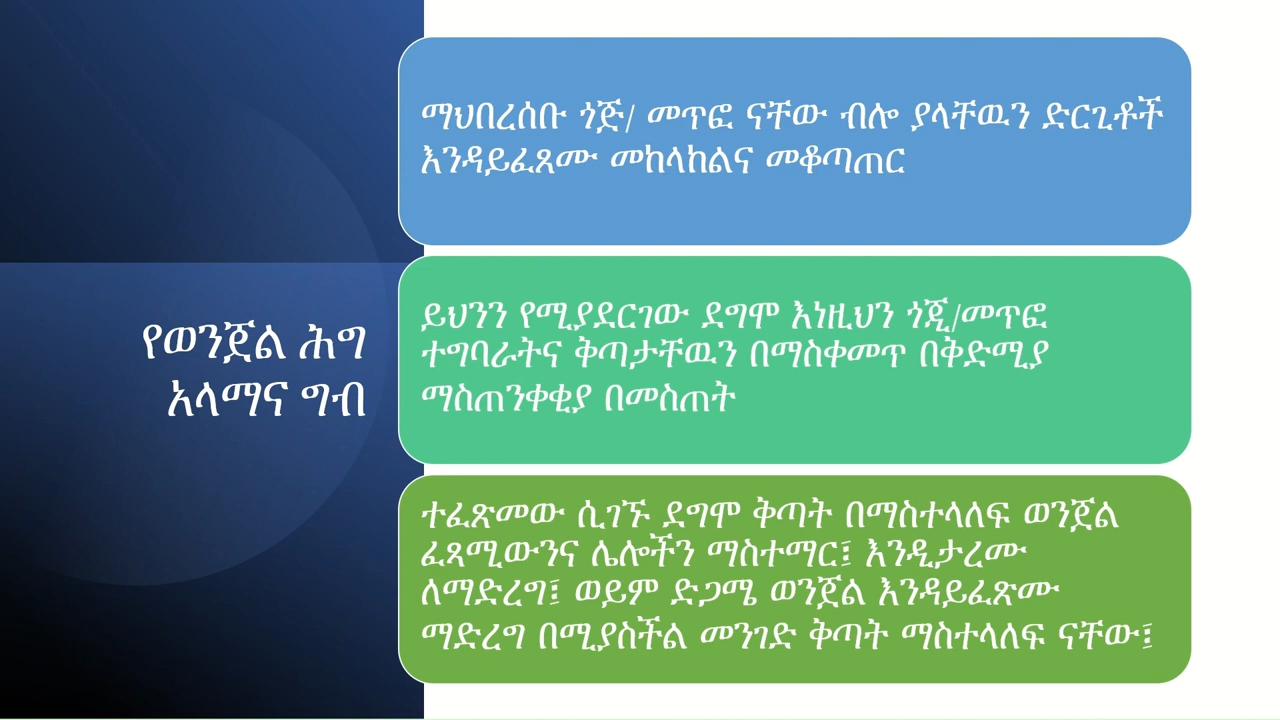 የወንጀል ሕግ
አላማና ግብ
ማህበረሰቡ ጎጅ/ መጥፎ ናቸው ብሎ ያላቸዉን ድርጊቶች
እንዳይፈጸሙ መከላከልና መቆጣጠር
ይህንን የሚያደርገው ደግሞ እነዚህን ጎጂ/መጥፎ
ተግባራትና ቅጣታቸዉን በማስቀመጥ በቅድሚያ
ማስጠንቀቂያ በመስጠት
ተፈጽመው ሲገኙ ደግሞ ቅጣት በማስተላለፍ ወንጀል
ፈጻሚውንና ሌሎችን ማስተማር፤ እንዲታረሙ
ለማድረግ፤ ወይም ድጋሜ ወንጀል እንዳይፈጽሙ
ማድረግ በሚያስችል መንገድ ቅጣት ማስተላለፍ ናቸው፤